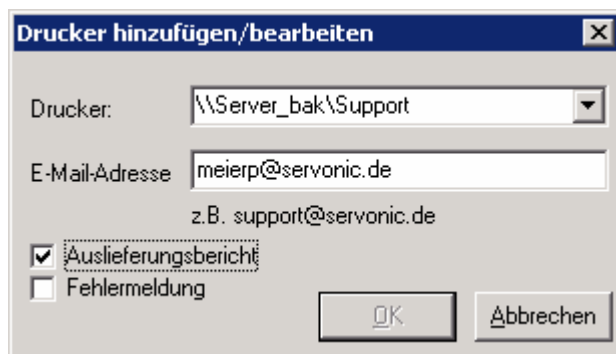 Drucker hinzufügen/bearbeiten
Drucker: \\Server_bak\Support
E-Mail-Adresse meierp@servonic.de
z.B. support@servonic.de
Auslieferungsbericht
Fehlermeldung
OK Abbrechen